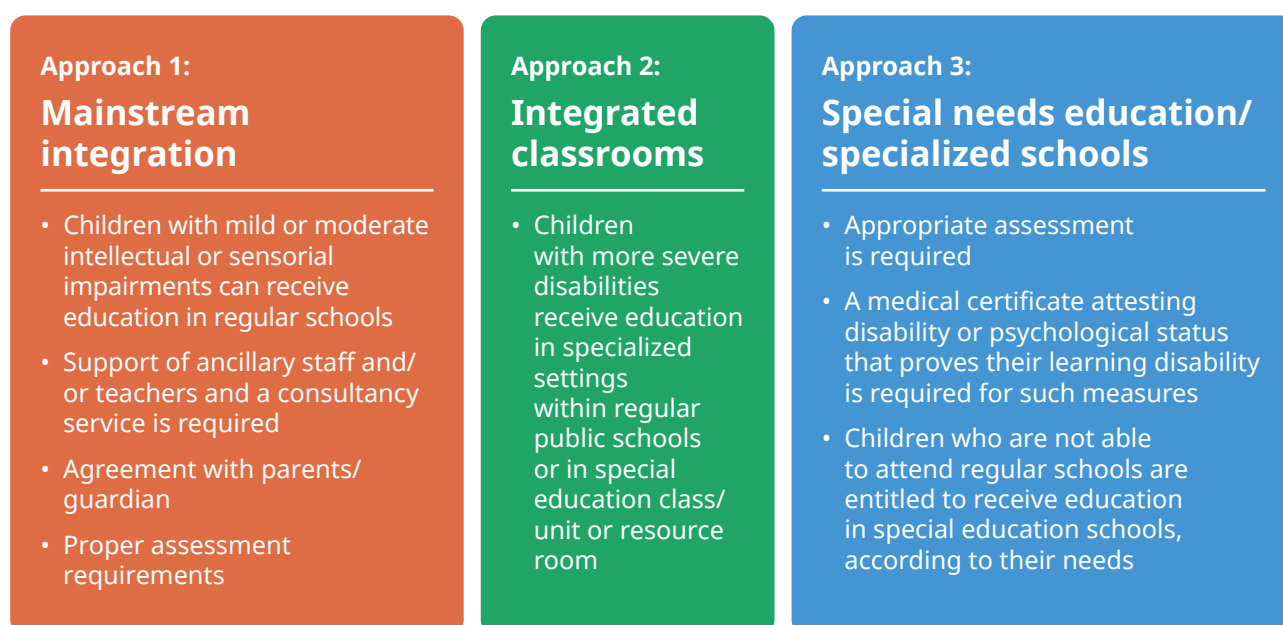 Approach 1:
Mainstream
integration
• Children with mild or moderate
intellectual or sensorial
impairments can receive
education in regular schools
• Support of ancillary staff and/
or teachers and a consultancy
service is required
• Agreement with parents/
guardian
• Proper assessment
requirements
Approach 2:
Integrated
classrooms
• Children
with more severe
disabilities
receive education
in specialized
settings
within regular
public schools
or in special
education class/
unit or resource
room
Approach 3:
Special needs education/
specialized schools
• Appropriate assessment
is required
• A medical certificate attesting
disability or psychological status
that proves their learning disability
is required for such measures
• Children who are not able
to attend regular schools are
entitled to receive education
in special education schools,
according to their needs